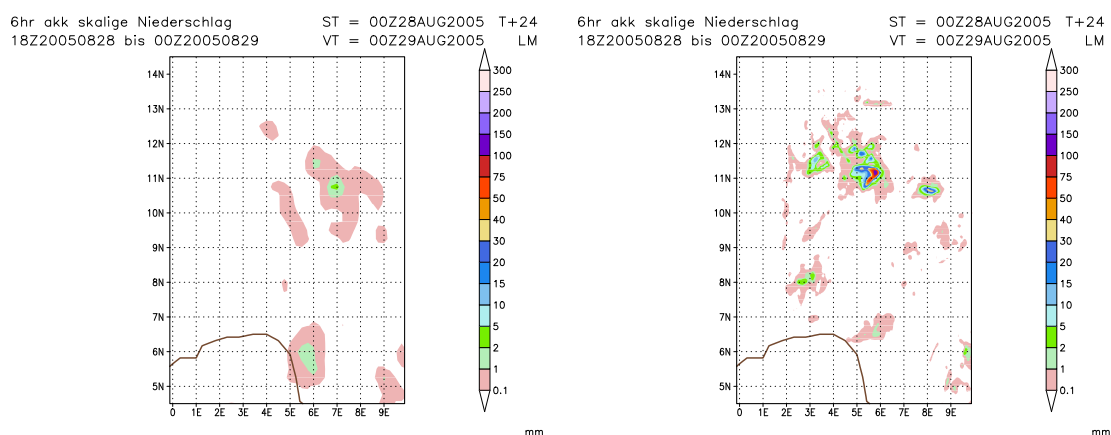 6hr akk skalige Niederschlag ST = 00Z28AUG2005 T+24
18Z20050828 bis 00Z20050829 VT = 00Z29AUG2005 LM
14N
13N
12N
11N
10N
9N
8N
7N
6N
5N
0 1E 2E 3E 4E 5E 6E 7E 8E 9E
300
250
200
150
100
75
50
40
30
20
15
10
5
2
1
0.1
mm
6hr akk skalige Niederschlag ST = 00Z28AUG2005 T+24
18Z20050828 bis 00Z20050829 VT = 00Z29AUG2005 LM
14N
13N
12N
11N
10N
9N
8N
7N
6N
5N
0 1E 2E 3E 4E 5E 6E 7E 8E 9E
300
250
200
150
100
75
50
40
30
20
15
10
5
2
1
0.1
mm